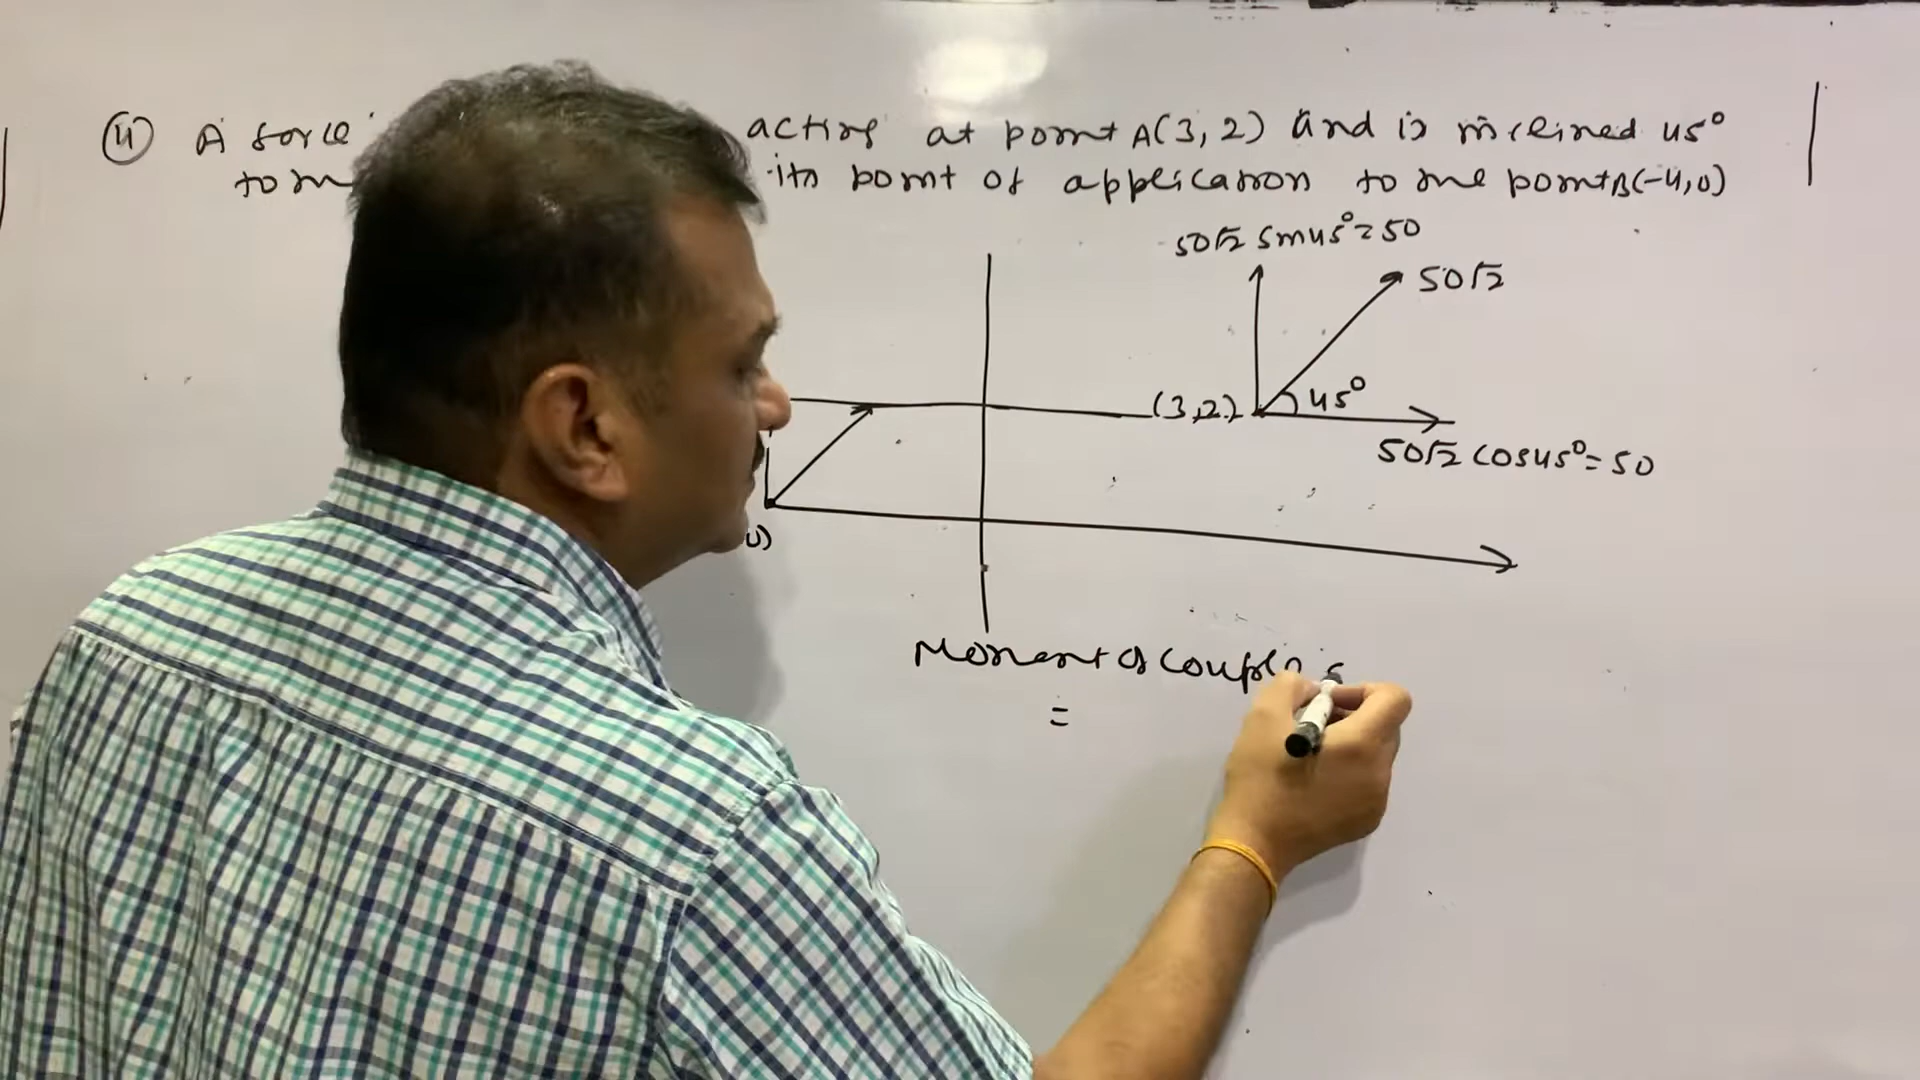 (4) A force acting at point A(3,2) and is inclined 45°
to its point of application to the point B(-4,0)
50√2 sin45°=50
50√2
(3,2) 45°
50√2 cos45°=50
0)
Moment of couple
=